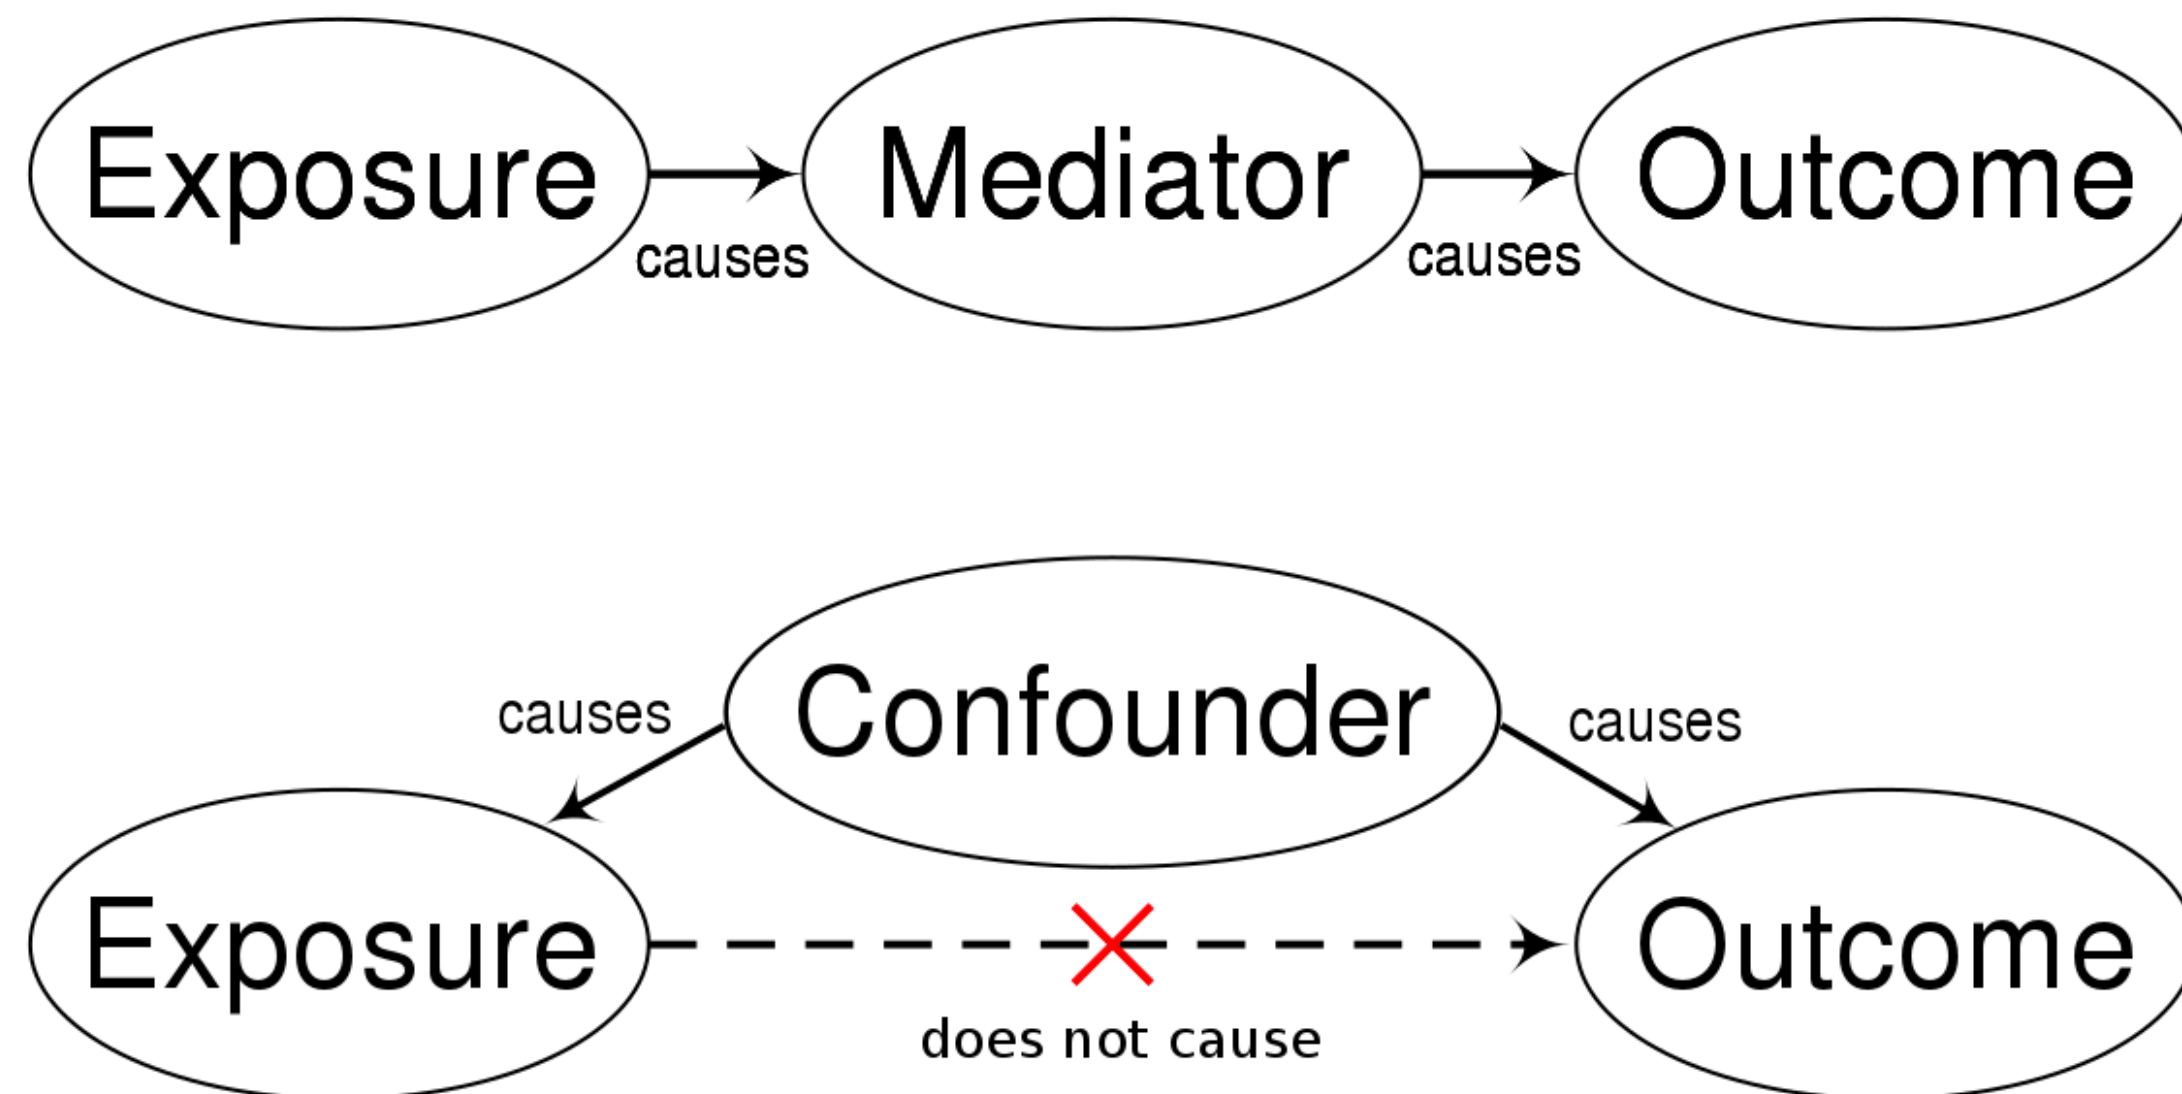 Exposure
causes
Mediator
causes
Outcome
Confounder
causes
causes
Exposure
does not cause
Outcome